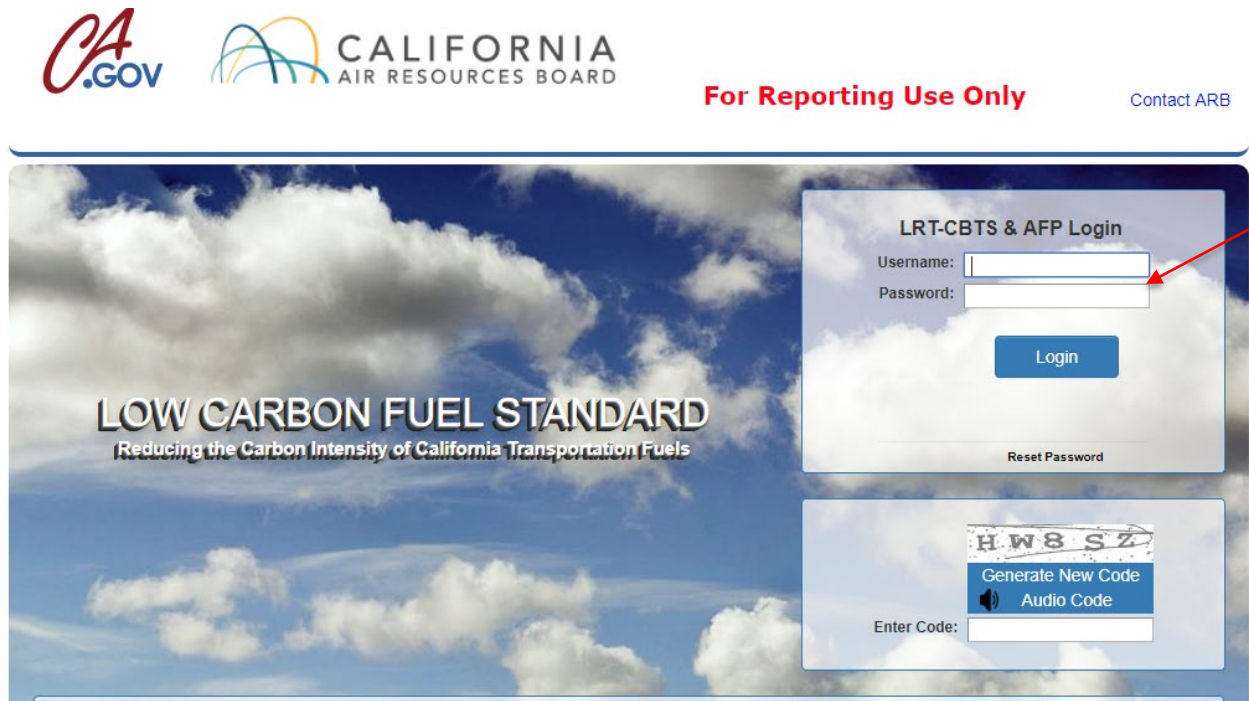 CA
.GOV
CALIFORNIA
AIR RESOURCES BOARD
For Reporting Use Only
Contact ARB
LRT-CBTS & AFP Login
Username:
Password:
Login
Reset Password
LOW CARBON FUEL STANDARD
Reducing the Carbon Intensity of California Transportation Fuels
H W 8 S Z
Generate New Code
Audio Code
Enter Code: